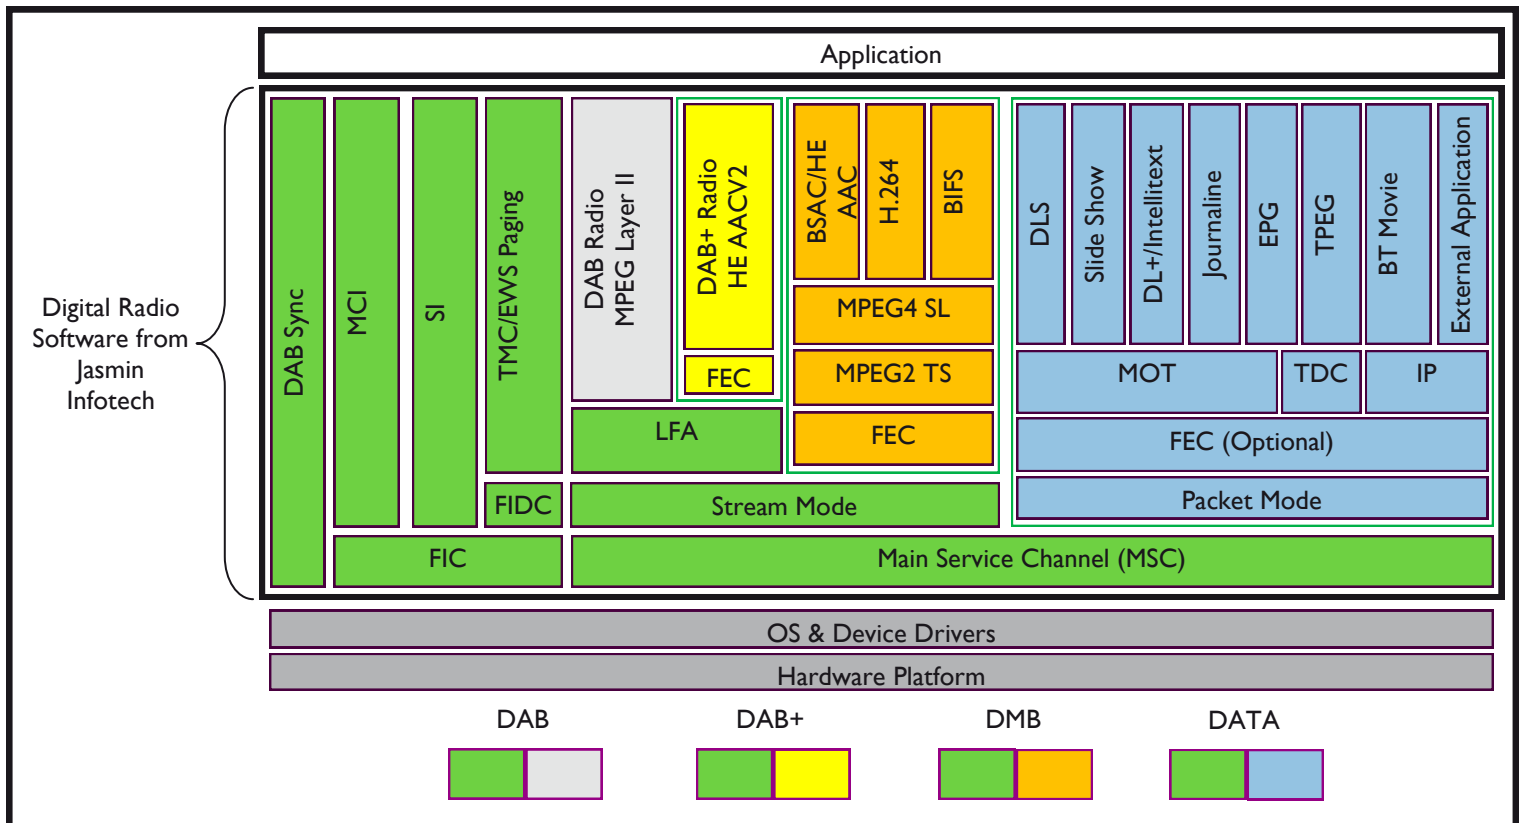 Application
Digital Radio
Software from
Jasmin
Infotech
DAB Sync
MCI
SI
TMC/EWS Paging
DAB Radio
MPEG Layer II
DAB+ Radio
HE AACV2
BSAC/HE
AAC
H.264
BIFS
DLS
Slide Show
DL+/Intellitext
Journaline
EPG
TPEG
BT Movie
External Application
MPEG4 SL
FEC
MPEG2 TS
MOT
TDC
IP
LFA
FEC
FEC (Optional)
FIDC
Stream Mode
Packet Mode
FIC
Main Service Channel (MSC)
OS & Device Drivers
Hardware Platform
DAB
DAB+
DMB
DATA